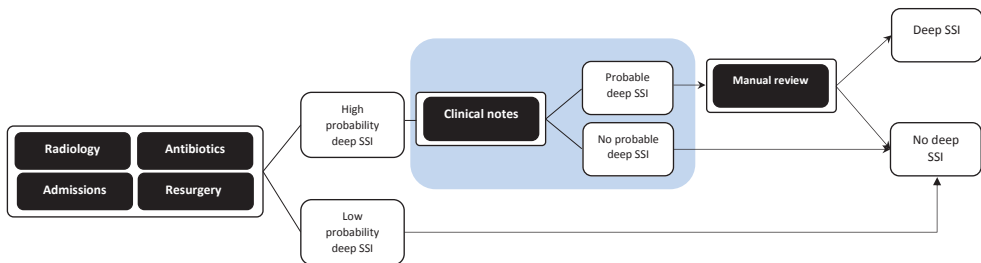 Radiology
Antibiotics
Admissions
Resurgery
High
probability
deep SSI
Low
probability
deep SSI
Clinical notes
Probable
deep SSI
No probable
deep SSI
Manual review
Deep SSI
No deep
SSI